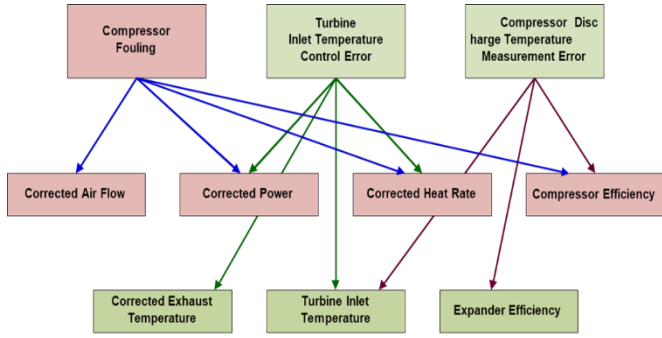 Compressor
Fouling
Turbine
Inlet Temperature
Control Error
Compressor Disc
harge Temperature
Measurement Error
Corrected Air Flow
Corrected Power
Corrected Heat Rate
Compressor Efficiency
Corrected Exhaust
Temperature
Turbine Inlet
Temperature
Expander Efficiency